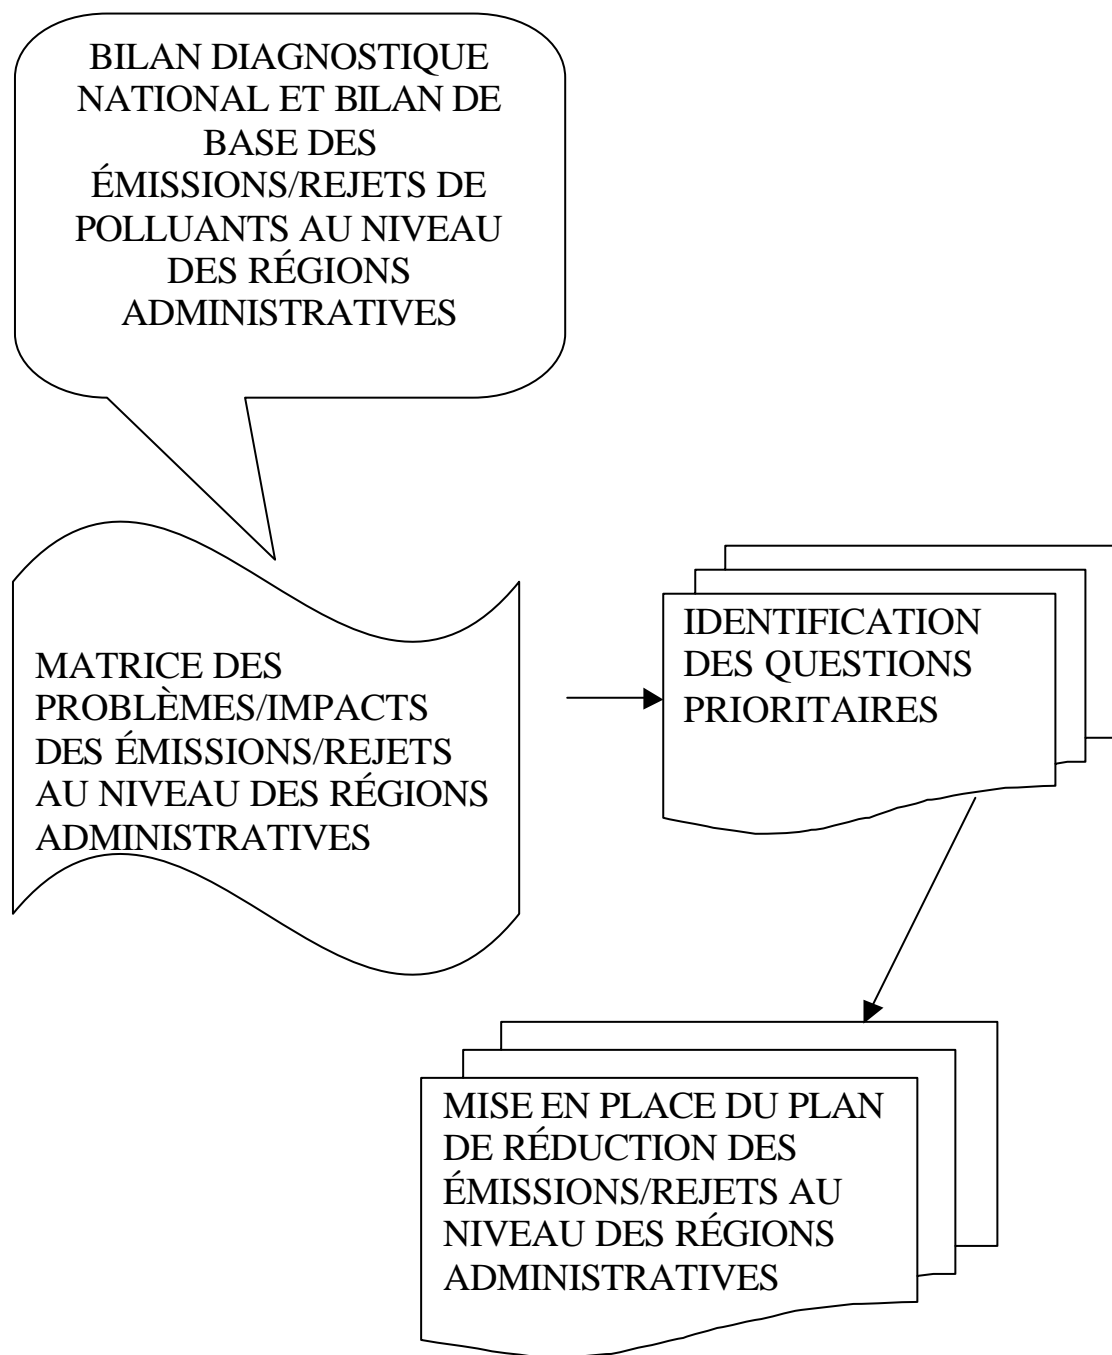 BILAN DIAGNOSTIQUE
NATIONAL ET BILAN DE
BASE DES
ÉMISSIONS/REJETS DE
POLLUANTS AU NIVEAU
DES RÉGIONS
ADMINISTRATIVES
MATRICE DES
PROBLÈMES/IMPACTS
DES ÉMISSIONS/REJETS
AU NIVEAU DES RÉGIONS
ADMINISTRATIVES
IDENTIFICATION
DES QUESTIONS
PRIORITAIRES
MISE EN PLACE DU PLAN
DE RÉDUCTION DES
ÉMISSIONS/REJETS AU
NIVEAU DES RÉGIONS
ADMINISTRATIVES